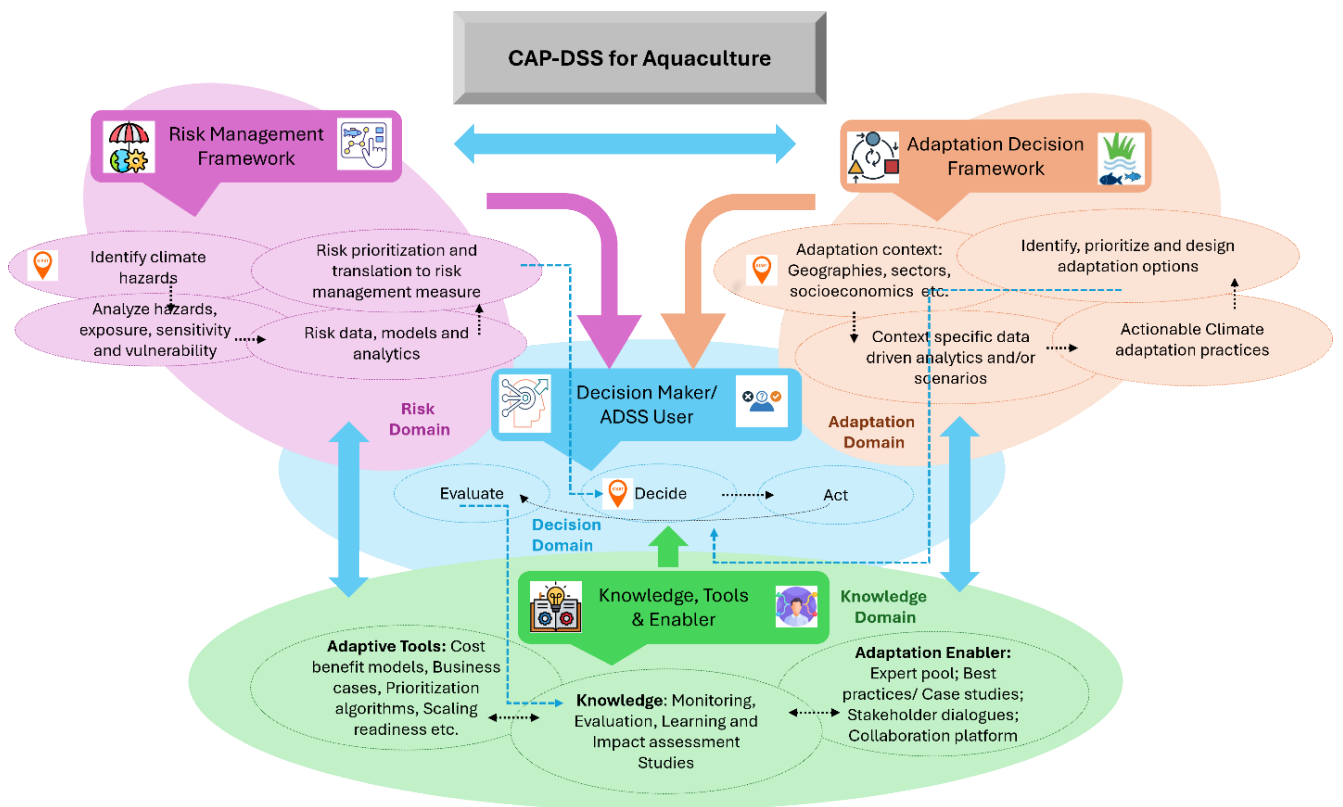 CAP-DSS for Aquaculture
Risk Management
Framework
Adaptation Decision
Framework
Identify climate
hazards
Risk prioritization and
translation to risk
management measure
Analyze hazards,
exposure, sensitivity
and vulnerability
Risk data, models and
analytics
Adaptation context:
Geographies, sectors,
socioeconomics etc.
Identify, prioritize and design
adaptation options
Context specific data
driven analytics and/or
scenarios
Actionable Climate
adaptation practices
Risk
Domain
Decision Maker/
ADSS User
Adaptation
Domain
Evaluate
START
Decide
Act
Decision
Domain
Knowledge, Tools
& Enabler
Knowledge
Domain
Adaptive Tools: Cost
benefit models, Business
cases, Prioritization
algorithms, Scaling
readiness etc.
Knowledge: Monitoring,
Evaluation, Learning and
Impact assessment
Studies
Adaptation Enabler:
Expert pool; Best
practices/ Case studies;
Stakeholder dialogues;
Collaboration platform